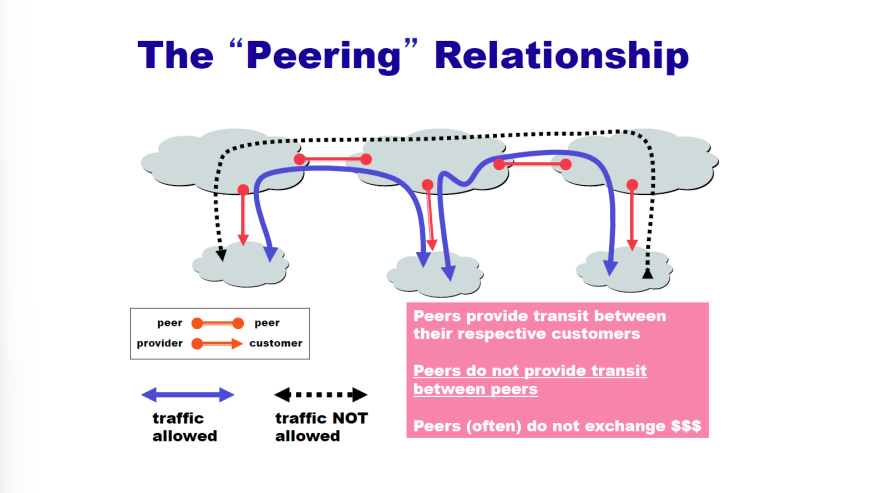 The “Peering” Relationship
peer peer
provider customer
traffic
allowed
traffic NOT
allowed
Peers provide transit between
their respective customers
Peers do not provide transit
between peers
Peers (often) do not exchange $$$